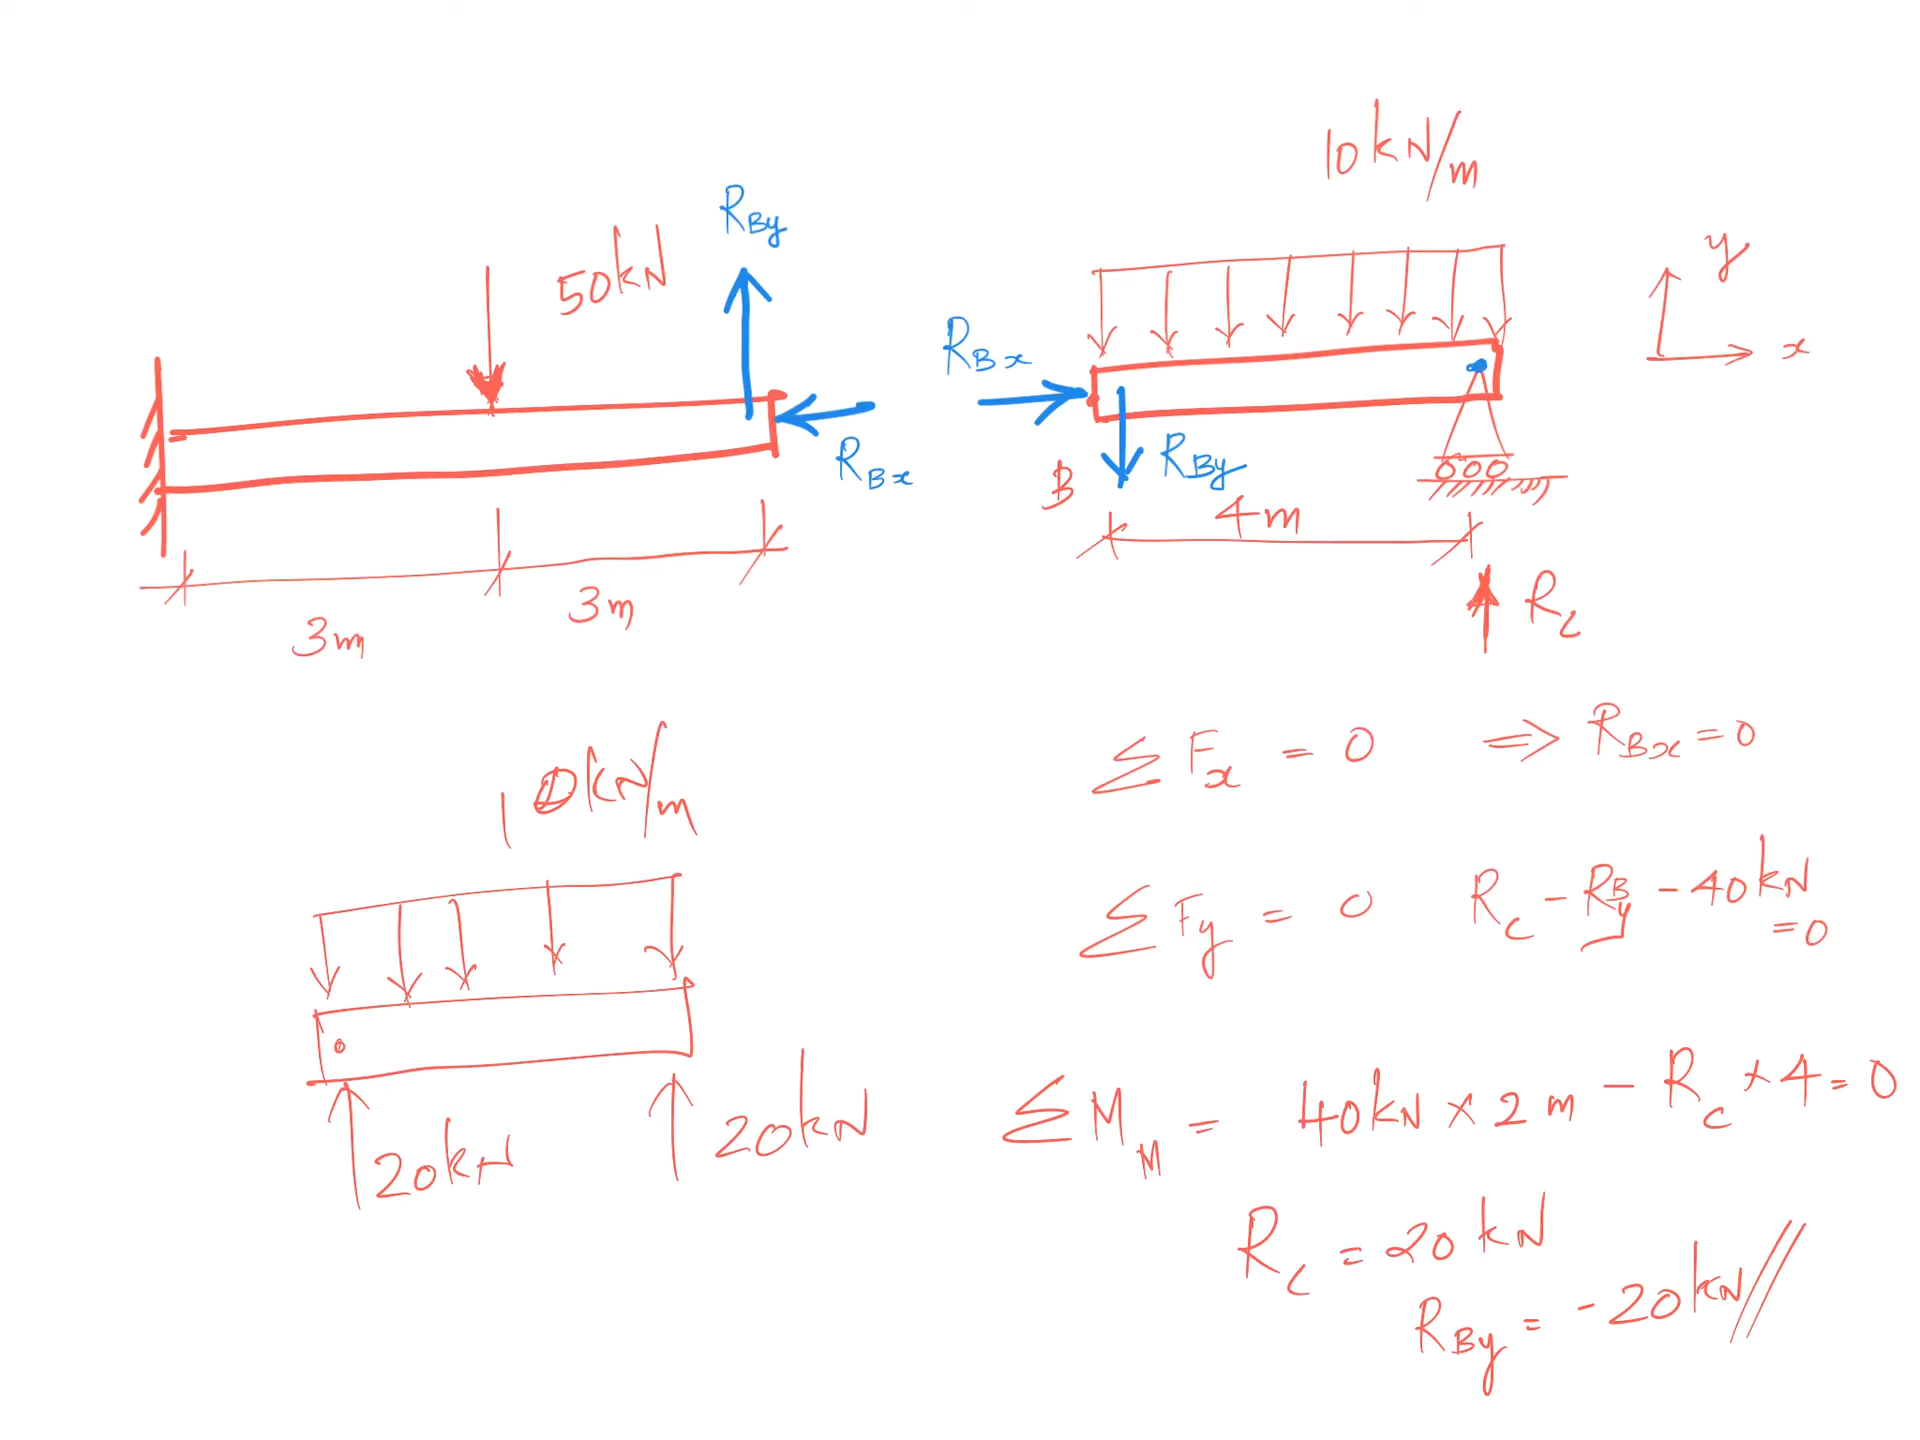 10kN/m
R_By
50kN
y
x
R_Bx
R_Bx
B
R_By
4m
3m
3m
R_C
ΣF_x = 0 ⇒ R_Bx = 0
10kN/m
ΣF_y = 0 R_C - R_By - 40kN = 0
ΣM_M = 40kN × 2m - R_C × 4 = 0
20kN
20kN
R_C = 20kN
R_By = -20kN //